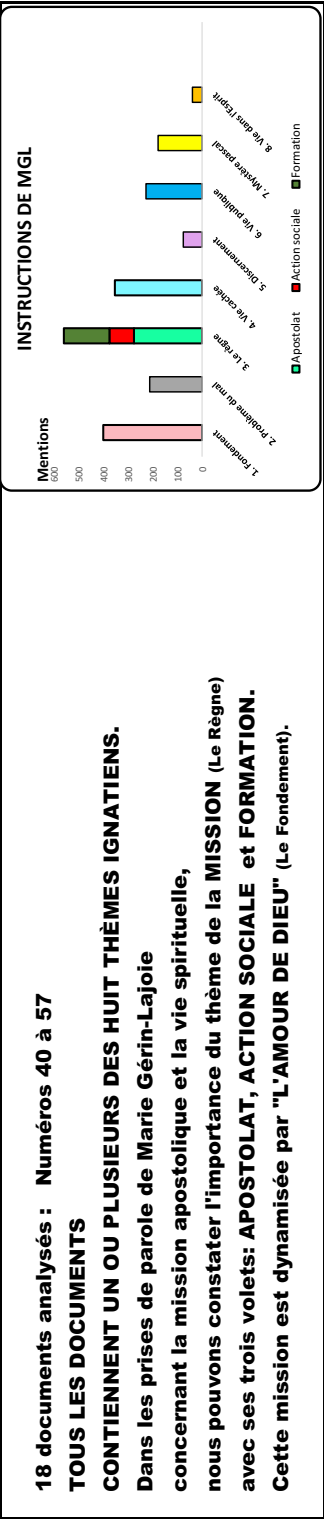 18 documents analysés : Numéros 40 à 57
TOUS LES DOCUMENTS
CONTIENNENT UN OU PLUSIEURS DES HUIT THÈMES IGNATIENS.
Dans les prises de parole de Marie Gérin-Lajoie
concernant la mission apostolique et la vie spirituelle,
nous pouvons constater l'importance du thème de la MISSION (Le Règne)
avec ses trois volets: APOSTOLAT, ACTION SOCIALE et FORMATION.
Cette mission est dynamisée par "L'AMOUR DE DIEU" (Le Fondement).
INSTRUCTIONS DE MGL
Mentions
600
500
400
300
200
100
0
1. Fondement
2. Problème du mal
3. Le règne
4. Vie cachée
5. Discernement
6. Vie publique
7. Mystère pascal
8. Vie dans l'Esprit
Apostolat
Action sociale
Formation